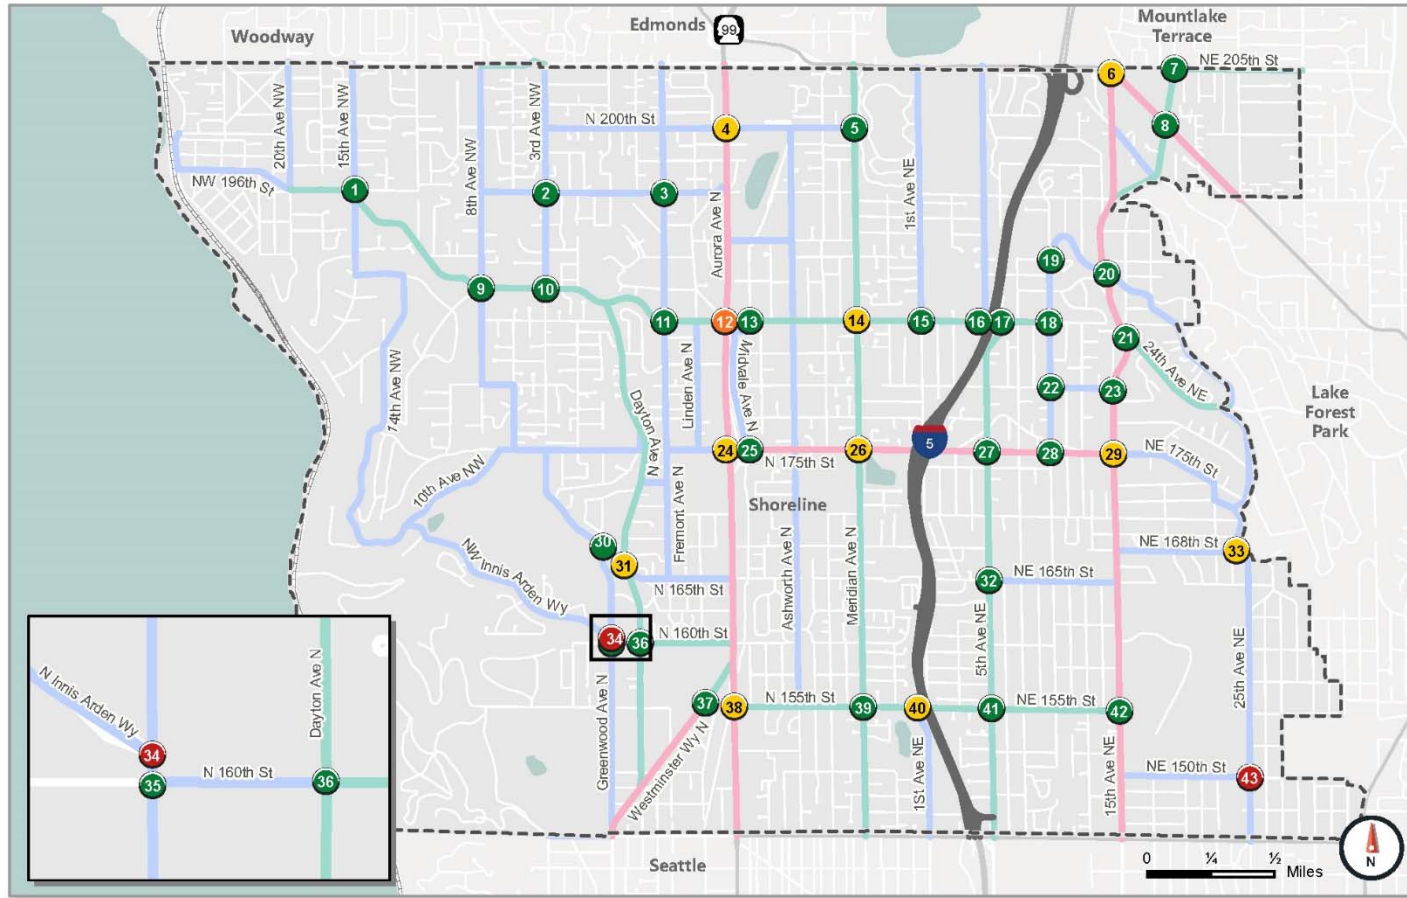 Woodway
Edmonds
99
Mountlake
Terrace
6
7
NE 205th St
20th Ave NW
15th Ave NW
8th Ave NW
3rd Ave NW
N 200th St
4
5
8
1st Ave NE
NW 196th St
1
2
3
Aurora Ave N
9
10
19
20
11
12
13
14
15
16
17
18
21
24th Ave NE
14th Ave NW
Linden Ave N
Midvale Ave N
Dayton Ave N
22
23
Lake
Forest
Park
24
25
N 175th St
26
5
27
28
29
NE 175th St
10th Ave NW
Fremont Ave N
Shoreline
Ashworth Ave N
Meridian Ave N
30
31
NE 168th St
33
NW Innis Arden Wy
N 165th St
32
NE 165th St
34
36
N 160th St
5th Ave NE
25th Ave NE
Greenwood Ave N
Westminster Wy N
37
38
N 155th St
39
40
41
NE 155th St
42
1St Ave NE
15th Ave NE
NE 150th St
43
N Innis Arden Wy
Dayton Ave N
34
35
N 160th St
36
Seattle
0
¼
½
Miles
N